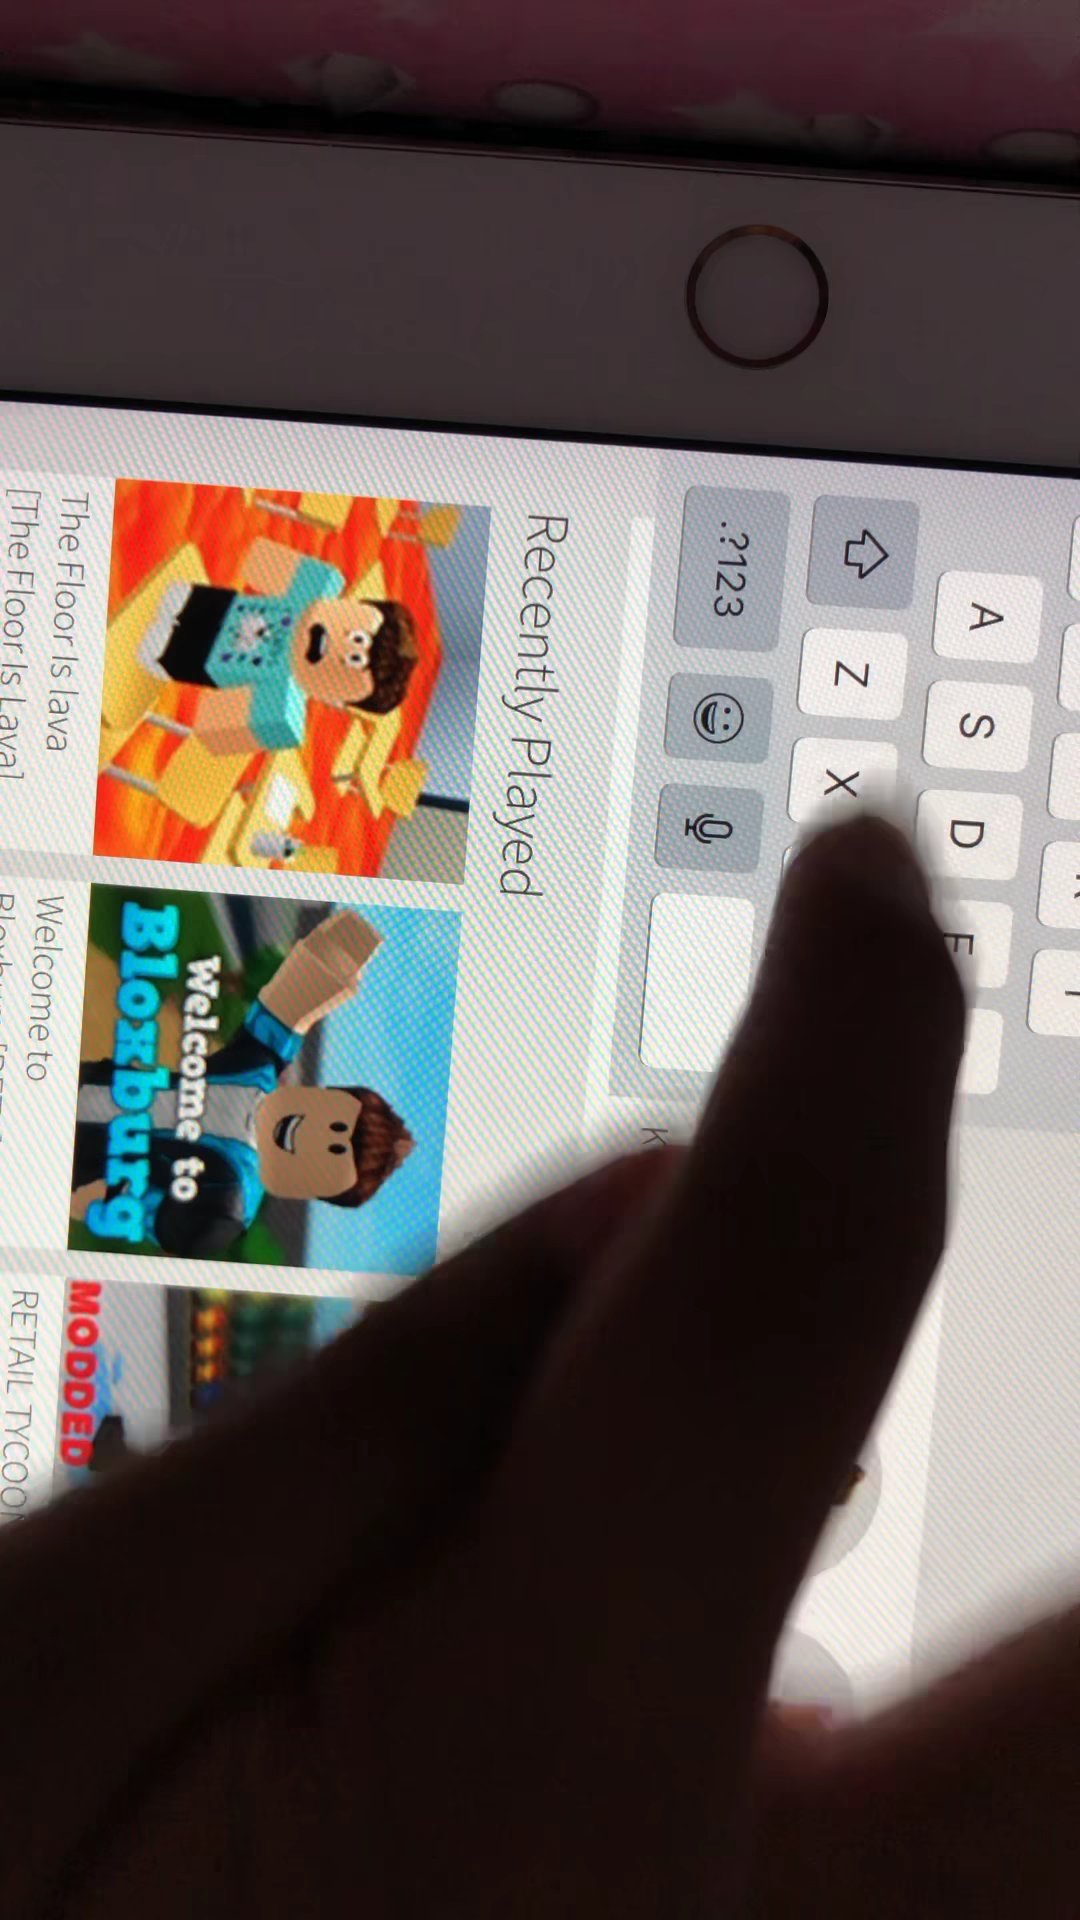 A S D F
Z X
.?123
Recently Played
Welcome to
Bloxburg
MODDED
The Floor Is lava
[The Floor Is Lava]
Welcome to
RETAIL TYCOON